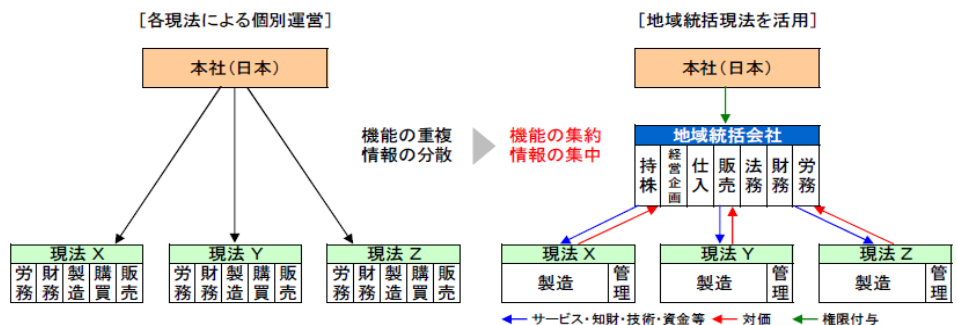 [各現法による個別運営]
[地域統括現法を活用]
本社(日本)
本社(日本)
機能の重複
情報の分散
機能の集約
情報の集中
地域統括会社
持株 経営企画 仕入 販売 法務 財務 労務
現法 X
労務 財務 製造 購買 販売
現法 Y
労務 財務 製造 購買 販売
現法 Z
労務 財務 製造 購買 販売
現法 X
製造 管理
現法 Y
製造 管理
現法 Z
製造 管理
サービス・知財・技術・資金等 対価 権限付与